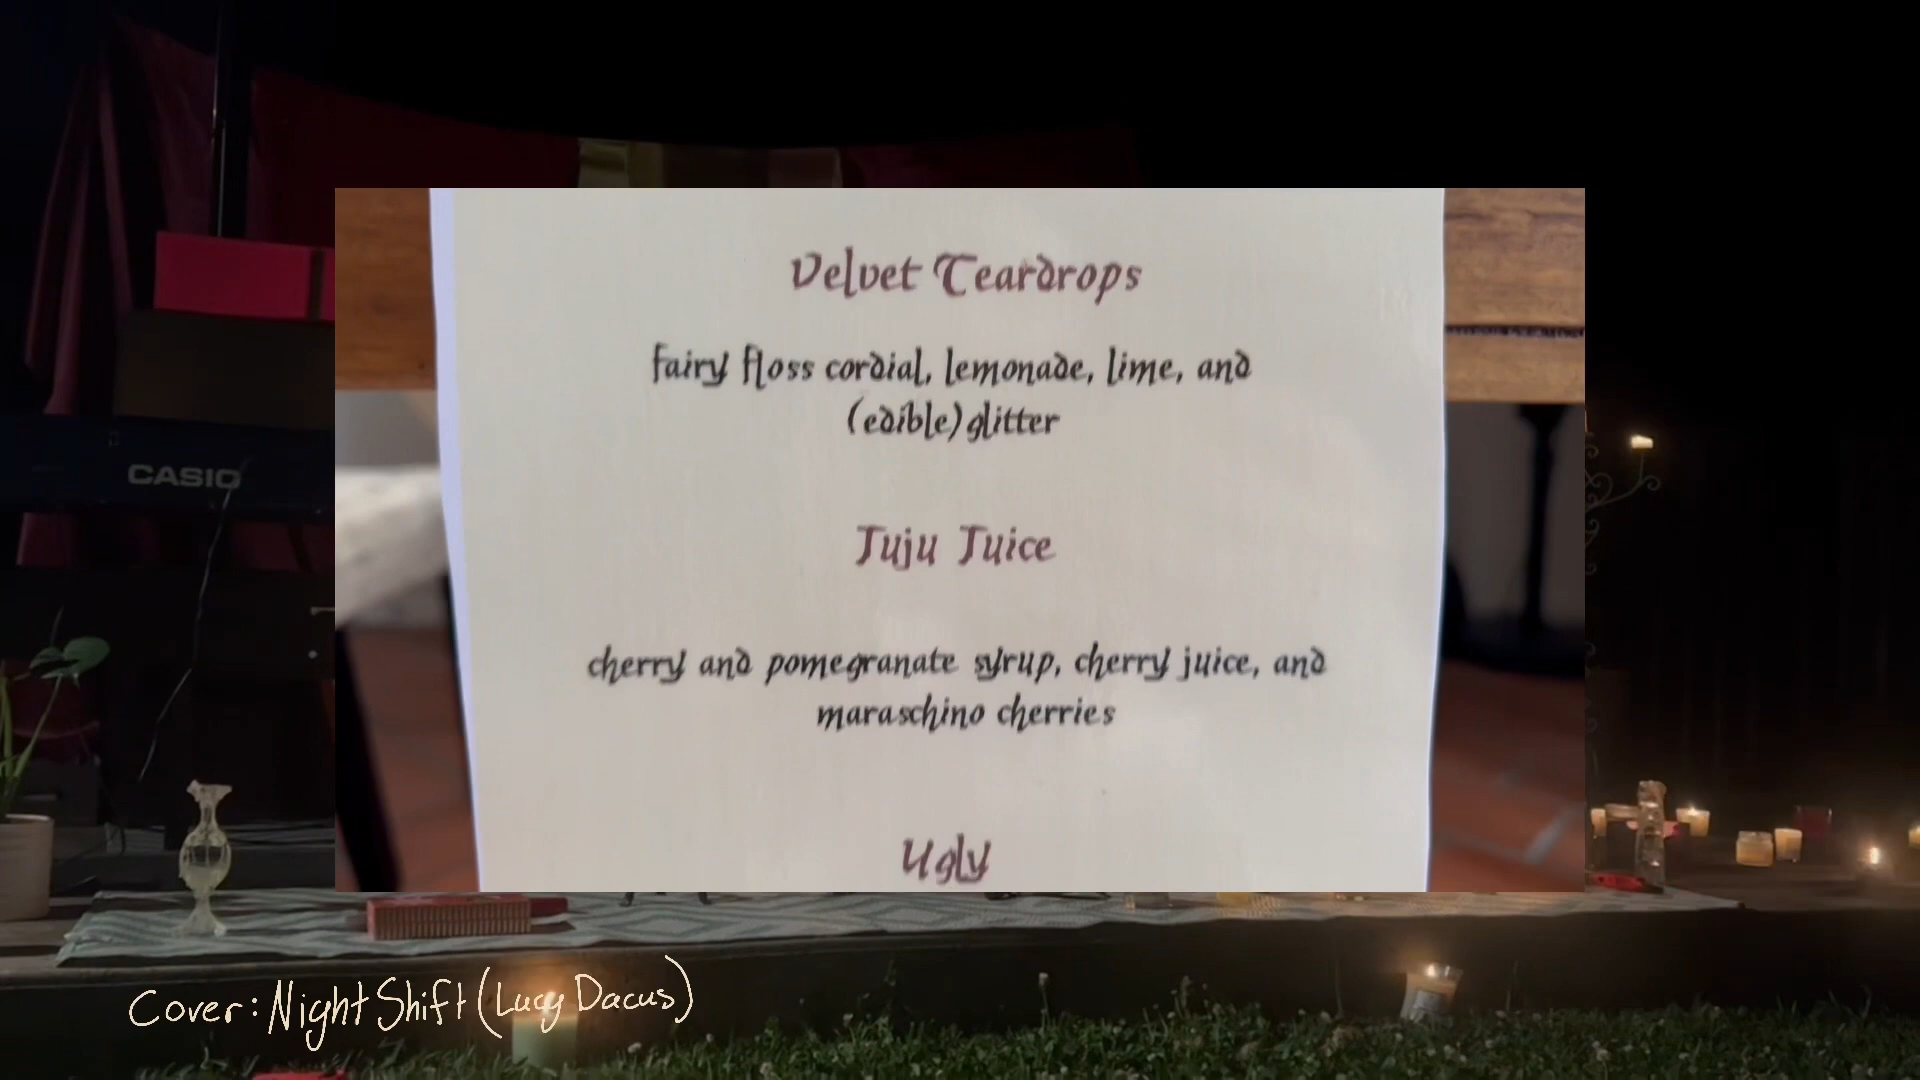 Velvet Teardrops
fairy floss cordial, lemonade, lime, and
(edible) glitter
Juju Juice
CASIO
cherry and pomegranate syrup, cherry juice, and
maraschino cherries
Ugly
Cover: Night Shift (Lucy Dacus)